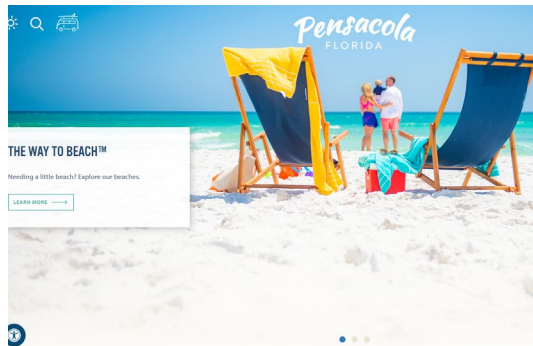 Pensacola
FLORIDA
THE WAY TO BEACH™
Needing a little beach? Explore our beaches.
LEARN MORE